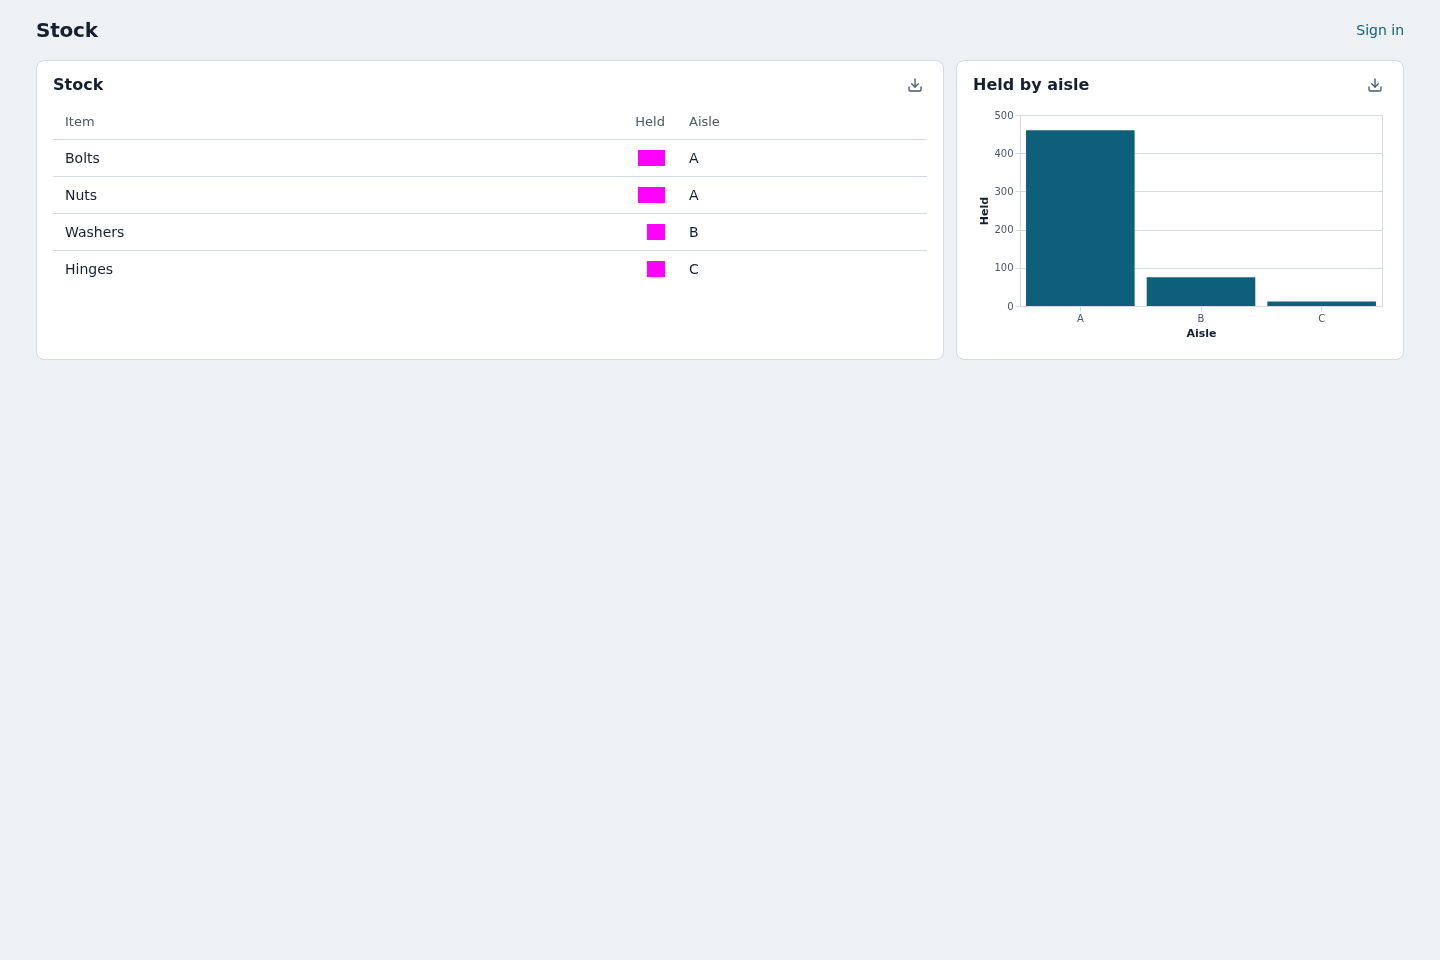 Stock
Sign in
Stock
Item Held Aisle
Bolts A
Nuts A
Washers B
Hinges C
Held by aisle
500
400
300
200
100
0
Held
A B C
Aisle